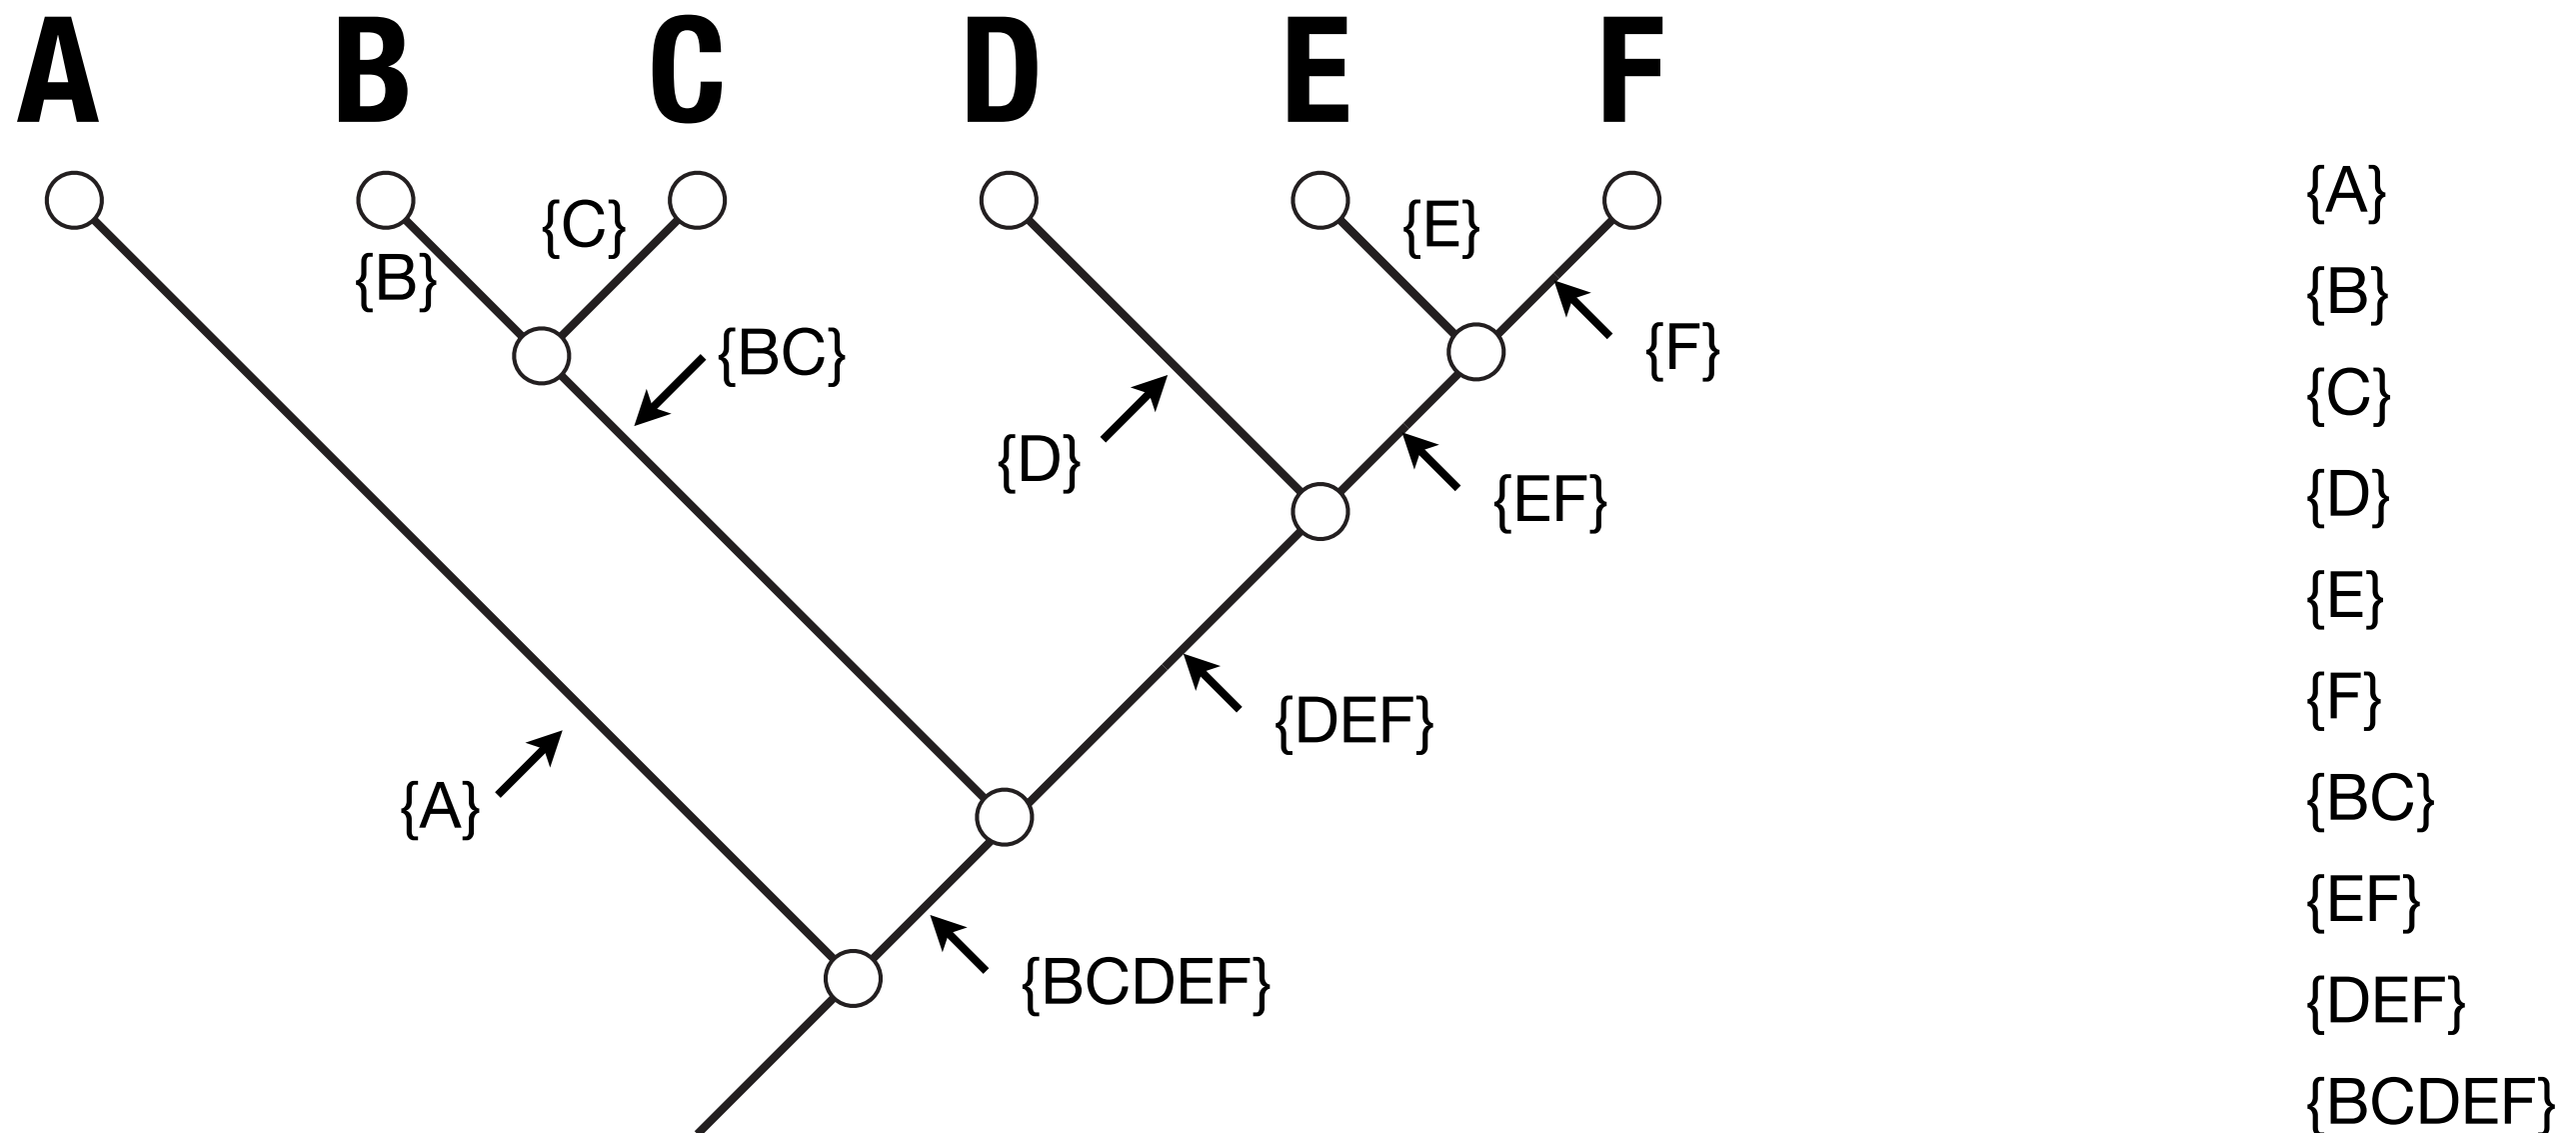 A B C D E F
{A}
{C}
{E}
{B}
{B}
{BC}
{F}
{C}
{D}
{EF}
{D}
{E}
{DEF}
{F}
{A}
{BC}
{EF}
{BCDEF}
{DEF}
{BCDEF}